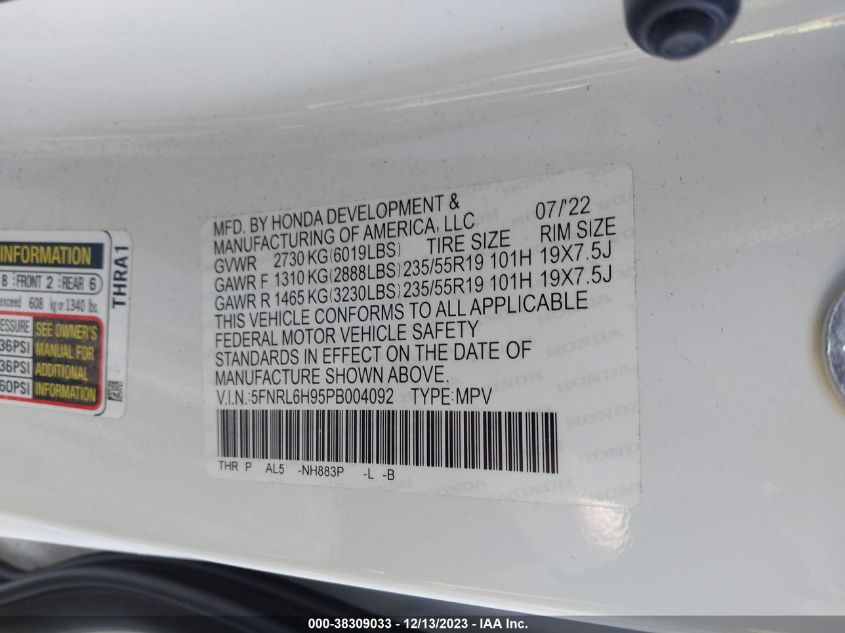 MFD. BY HONDA DEVELOPMENT & 07/'22
MANUFACTURING OF AMERICA, LLC
GVWR 2730 KG(6019LBS) TIRE SIZE RIM SIZE
GAWR F 1310 KG(2888LBS) 235/55R19 101H 19X7.5J
GAWR R 1465 KG(3230LBS) 235/55R19 101H 19X7.5J
THIS VEHICLE CONFORMS TO ALL APPLICABLE
FEDERAL MOTOR VEHICLE SAFETY
STANDARDS IN EFFECT ON THE DATE OF
MANUFACTURE SHOWN ABOVE.
V.I.N.:5FNRL6H95PB004092 TYPE:MPV
THR P AL5 -NH883P -L -B
INFORMATION
8 FRONT 2 REAR 6
exceed 608 kg or 1340 lbs.
SEE OWNER'S
36PSI MANUAL FOR
36PSI ADDITIONAL
60PSI INFORMATION
THRA1
HONDA HONDA HONDA
000-38309033 - 12/13/2023 - IAA Inc.